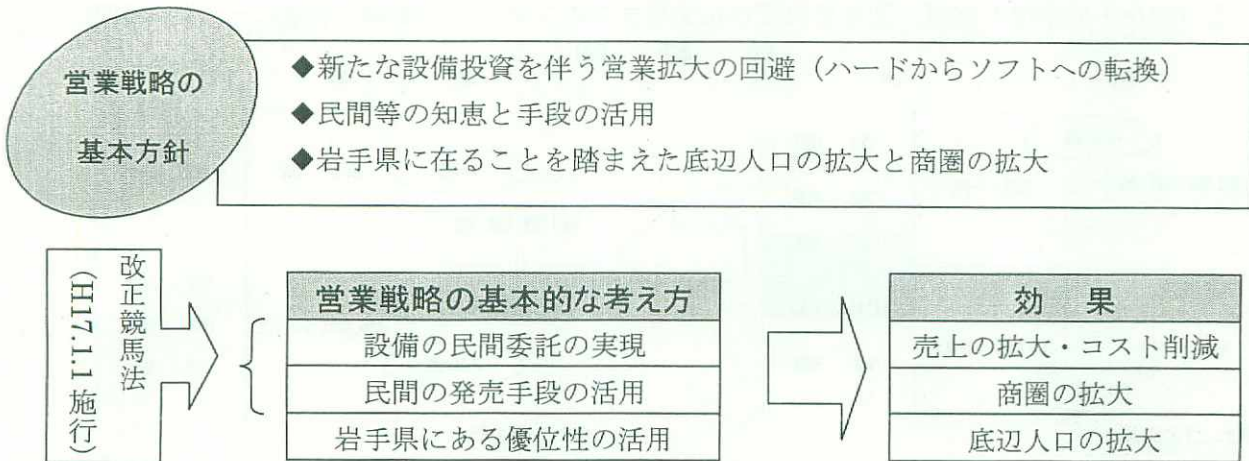 営業戦略の
基本方針
◆新たな設備投資を伴う営業拡大の回避（ハードからソフトへの転換）
◆民間等の知恵と手段の活用
◆岩手県に在ることを踏まえた底辺人口の拡大と商圏の拡大
改正競馬法
（H17.1.1 施行）
営業戦略の基本的な考え方
設備の民間委託の実現
民間の発売手段の活用
岩手県にある優位性の活用
効　果
売上の拡大・コスト削減
商圏の拡大
底辺人口の拡大